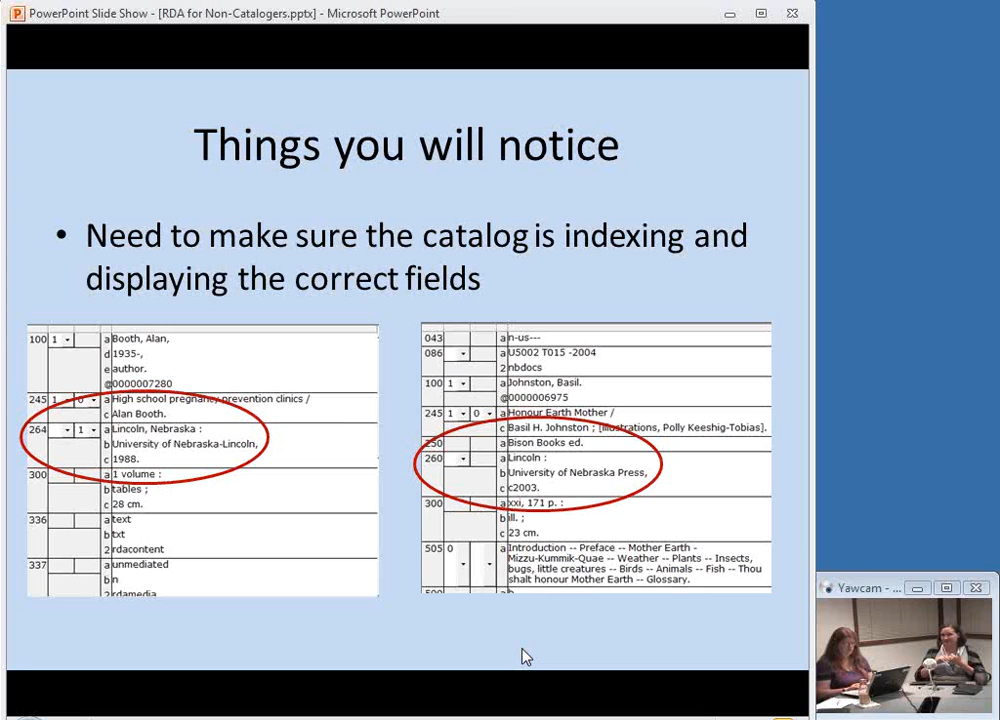 PowerPoint Slide Show - [RDA for Non-Catalogers.pptx] - Microsoft PowerPoint
Things you will notice
• Need to make sure the catalog is indexing and
displaying the correct fields
100 1 a Booth, Alan,
d 1935-,
e author.
@ 0000007280
245 1 0 a High school pregnancy prevention clinics /
c Alan Booth.
264 1 a Lincoln, Nebraska :
b University of Nebraska-Lincoln,
c 1988.
300 a 1 volume :
b tables ;
c 28 cm.
336 a text
b txt
2 rdacontent
337 a unmediated
b n
2 rdamedia
043 a n-us---
086 a U5002 T015 -2004
2 nbdocs
100 1 a Johnston, Basil.
@ 0000006975
245 1 0 a Honour Earth Mother /
c Basil H. Johnston ; [illustrations, Polly Keeshig-Tobias].
250 a Bison Books ed.
260 a Lincoln :
b University of Nebraska Press,
c c2003.
300 a xxi, 171 p. :
b ill. ;
c 23 cm.
505 0 a Introduction -- Preface -- Mother Earth -
Mizzu-Kummik-Quae -- Weather -- Plants -- Insects,
bugs, little creatures -- Birds -- Animals -- Fish -- Thou
shalt honour Mother Earth -- Glossary.
Yawcam - ...